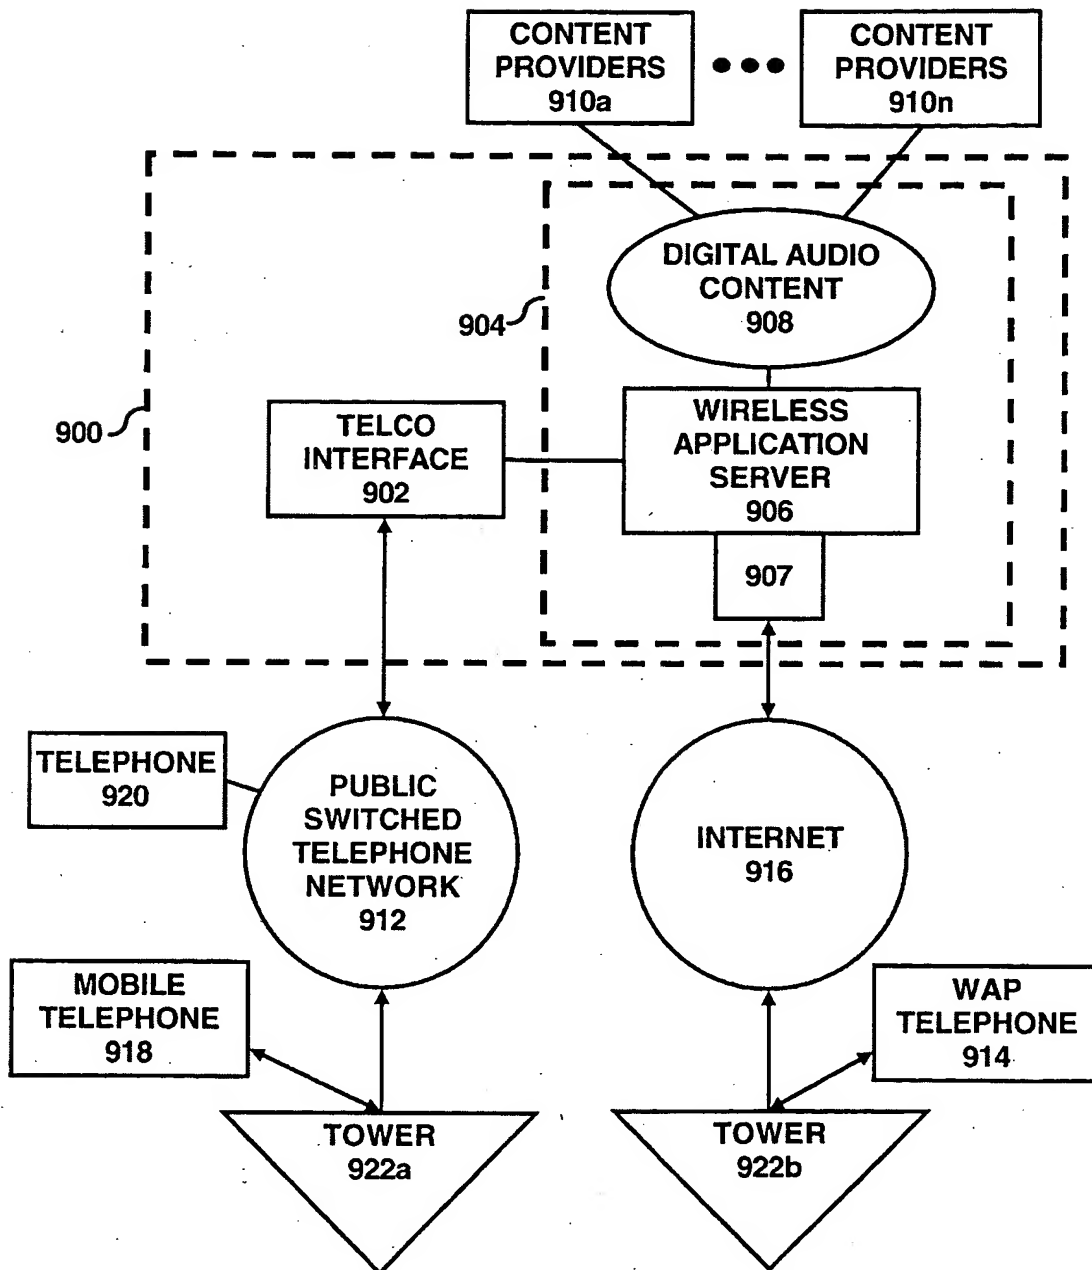 CONTENT
PROVIDERS
910a
CONTENT
PROVIDERS
910n
DIGITAL AUDIO
CONTENT
908
904
900
TELCO
INTERFACE
902
WIRELESS
APPLICATION
SERVER
906
907
TELEPHONE
920
PUBLIC
SWITCHED
TELEPHONE
NETWORK
912
INTERNET
916
MOBILE
TELEPHONE
918
WAP
TELEPHONE
914
TOWER
922a
TOWER
922b